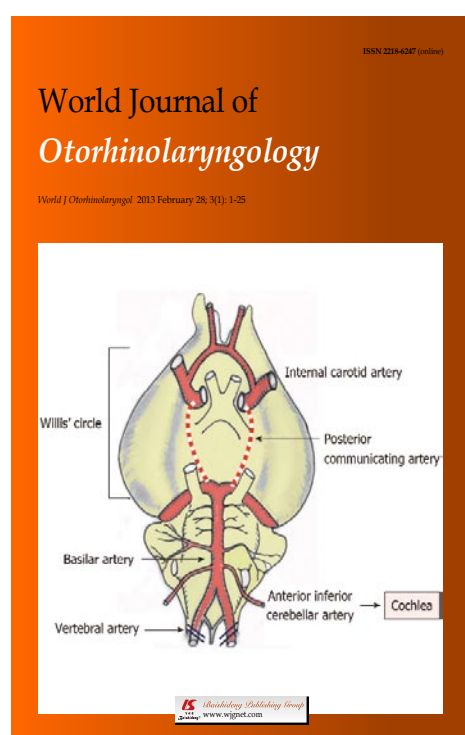 ISSN 2218-6247 (online)
World Journal of
Otorhinolaryngology
World J Otorhinolaryngol 2013 February 28; 3(1): 1-25
Internal carotid artery
Willis' circle
Posterior
communicating artery
Basilar artery
Anterior inferior
cerebellar artery
Cochlea
Vertebral artery
Baishideng Publishing Group
www.wjgnet.com